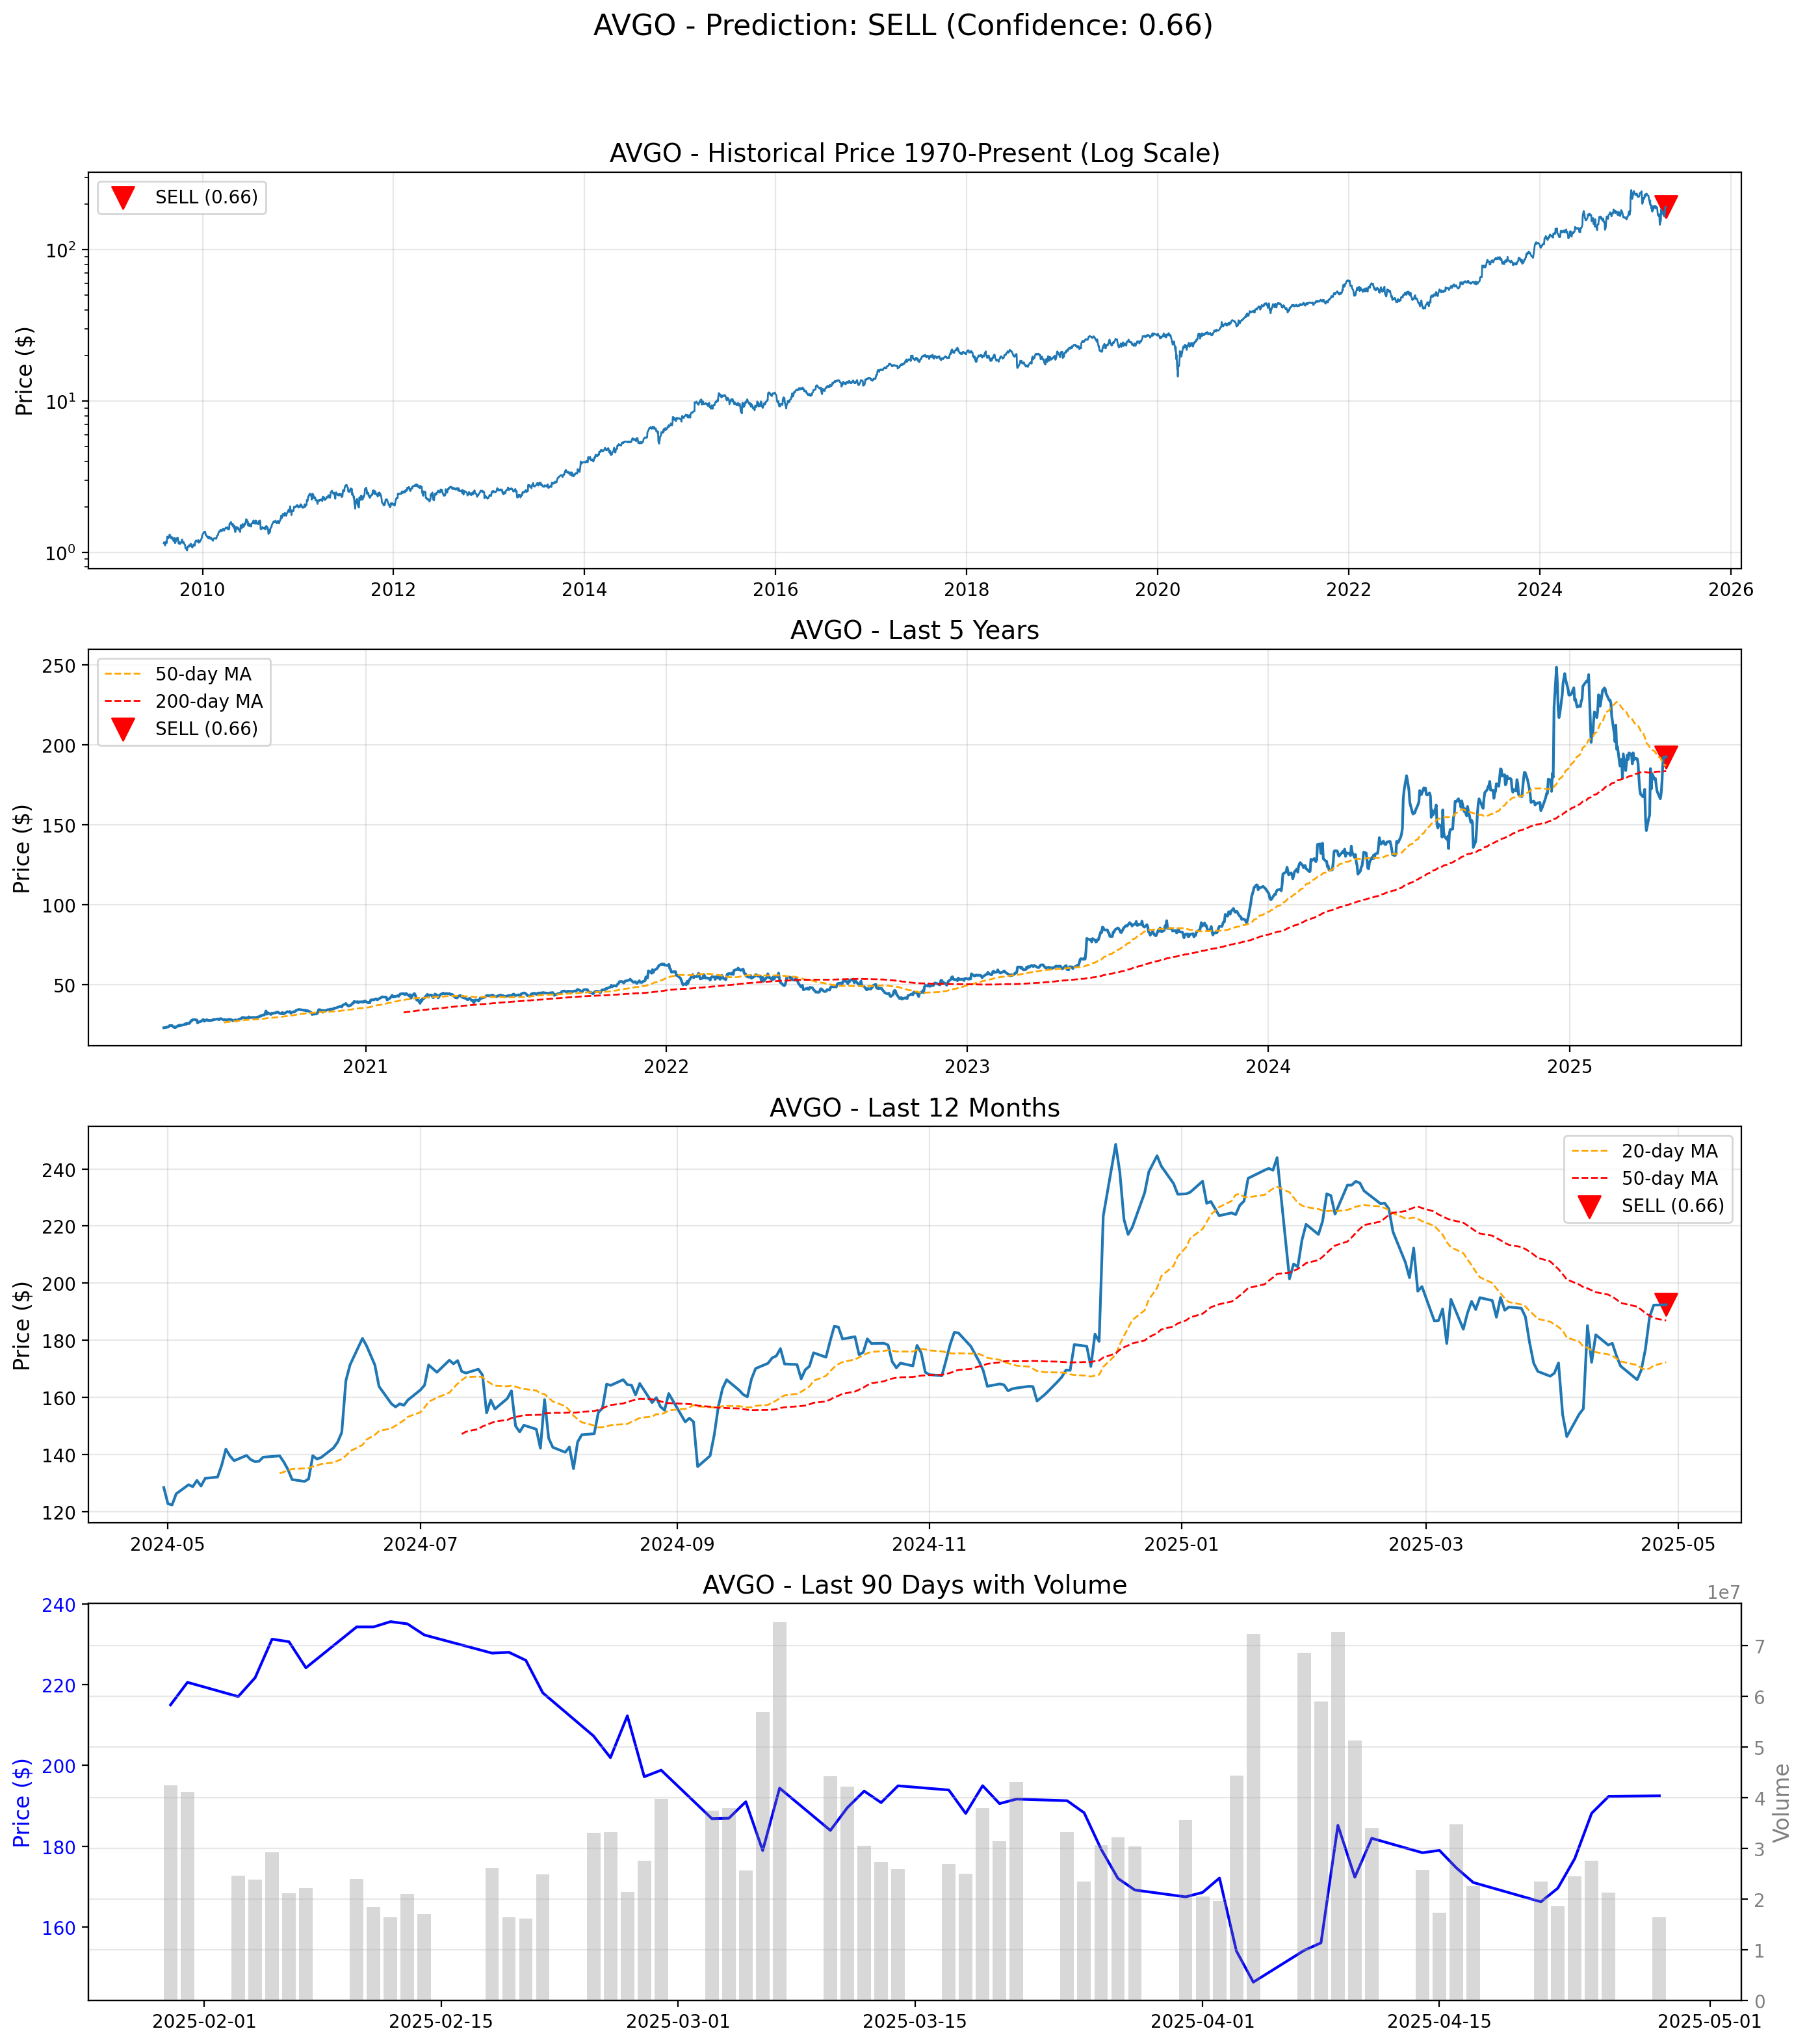 AVGO - Prediction: SELL (Confidence: 0.66)
AVGO - Historical Price 1970-Present (Log Scale)
SELL (0.66)
Price ($)
10²
10¹
10⁰
2010 2012 2014 2016 2018 2020 2022 2024 2026
AVGO - Last 5 Years
50-day MA
200-day MA
SELL (0.66)
Price ($)
250
200
150
100
50
2021 2022 2023 2024 2025
AVGO - Last 12 Months
20-day MA
50-day MA
SELL (0.66)
Price ($)
240
220
200
180
160
140
120
2024-05 2024-07 2024-09 2024-11 2025-01 2025-03 2025-05
AVGO - Last 90 Days with Volume
1e7
Price ($)
240
220
200
180
160
7
6
5
4
3
2
1
0
Volume
2025-02-01 2025-02-15 2025-03-01 2025-03-15 2025-04-01 2025-04-15 2025-05-01